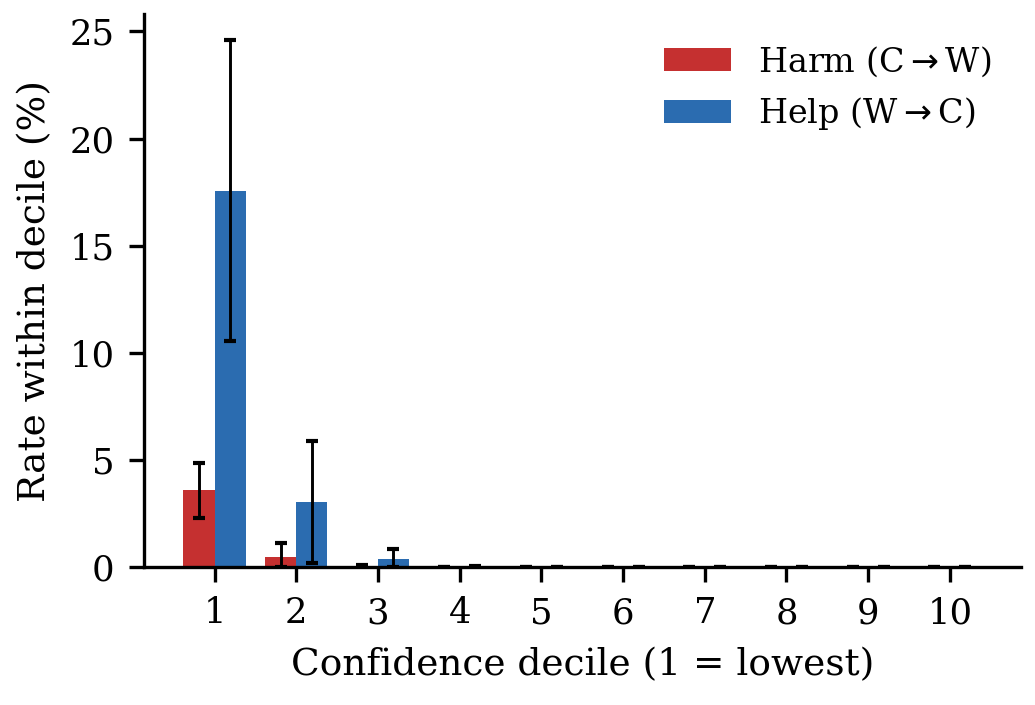 Rate within decile (%)
25
20
15
10
5
0
Harm (C→W)
Help (W→C)
1 2 3 4 5 6 7 8 9 10
Confidence decile (1 = lowest)